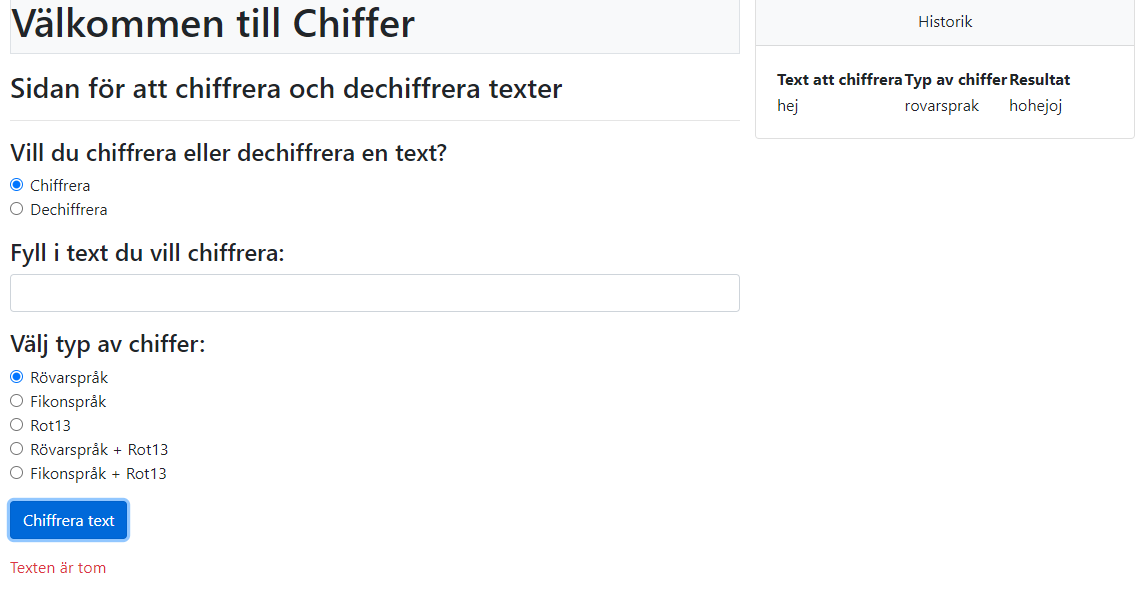 Välkommen till Chiffer
Sidan för att chiffrera och dechiffrera texter
Vill du chiffrera eller dechiffrera en text?
Chiffrera
Dechiffrera
Fyll i text du vill chiffrera:
Välj typ av chiffer:
Rövarspråk
Fikonspråk
Rot13
Rövarspråk + Rot13
Fikonspråk + Rot13
Chiffrera text
Texten är tom
Historik
Text att chiffrera Typ av chiffer Resultat
hej rovarsprak hohejoj